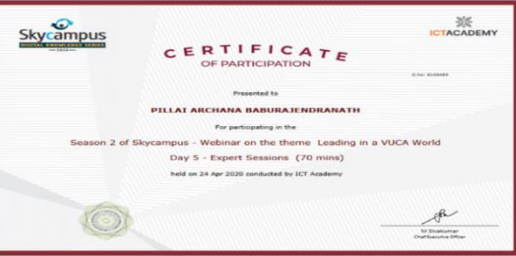 Skycampus
DIGITAL KNOWLEDGE SERIES
ICTACADEMY
CERTIFICATE
OF PARTICIPATION
Presented to
PILLAI ARCHANA BABURAJENDRANATH
For participating in the
Season 2 of Skycampus - Webinar on the theme Leading in a VUCA World
Day 5 - Expert Sessions (70 mins)
held on 24 Apr 2020 conducted by ICT Academy
Sivakumar
Chief Executive Officer